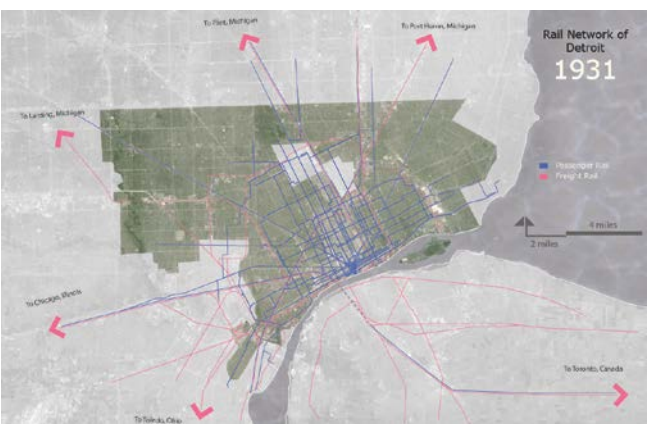 To Flint, Michigan
To Port Huron, Michigan
Rail Network of
Detroit
1931
To Lansing, Michigan
Passenger Rail
Freight Rail
4 miles
2 miles
To Chicago, Illinois
To Toronto, Canada
To Toledo, Ohio